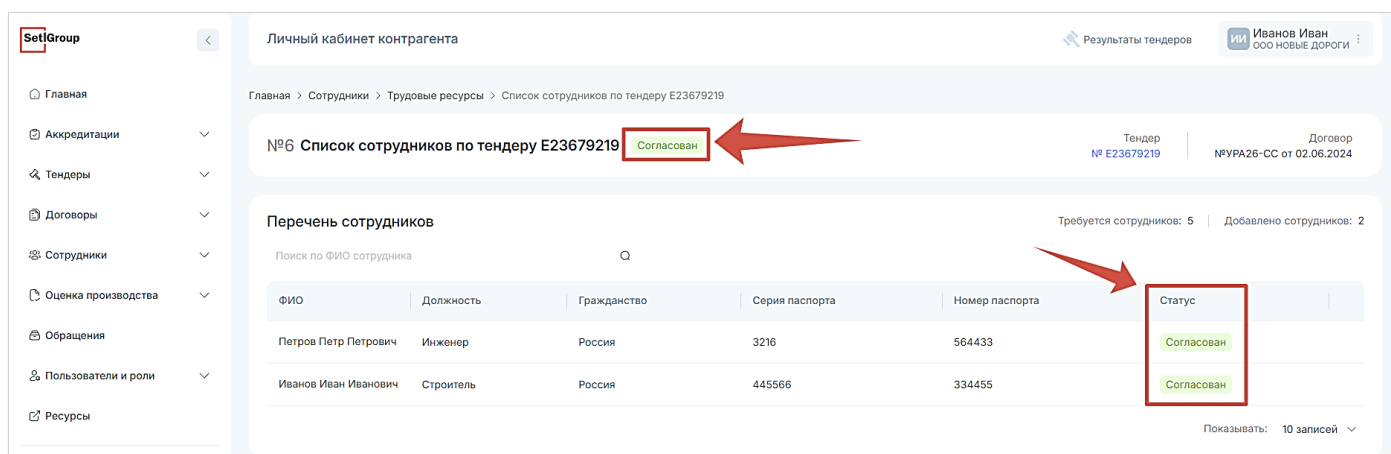 SetlGroup
Личный кабинет контрагента
Результаты тендеров
ИИ
Иванов Иван
ООО НОВЫЕ ДОРОГИ
Главная
Аккредитации
Тендеры
Договоры
Сотрудники
Оценка производства
Обращения
Пользователи и роли
Ресурсы
Главная > Сотрудники > Трудовые ресурсы > Список сотрудников по тендеру E23679219
№6 Список сотрудников по тендеру E23679219 Согласован
Тендер
№ E23679219
Договор
№УРА26-СС от 02.06.2024
Перечень сотрудников
Требуется сотрудников: 5
Добавлено сотрудников: 2
Поиск по ФИО сотрудника
ФИО Должность Гражданство Серия паспорта Номер паспорта Статус
Петров Петр Петрович Инженер Россия 3216 564433 Согласован
Иванов Иван Иванович Строитель Россия 445566 334455 Согласован
Показывать: 10 записей